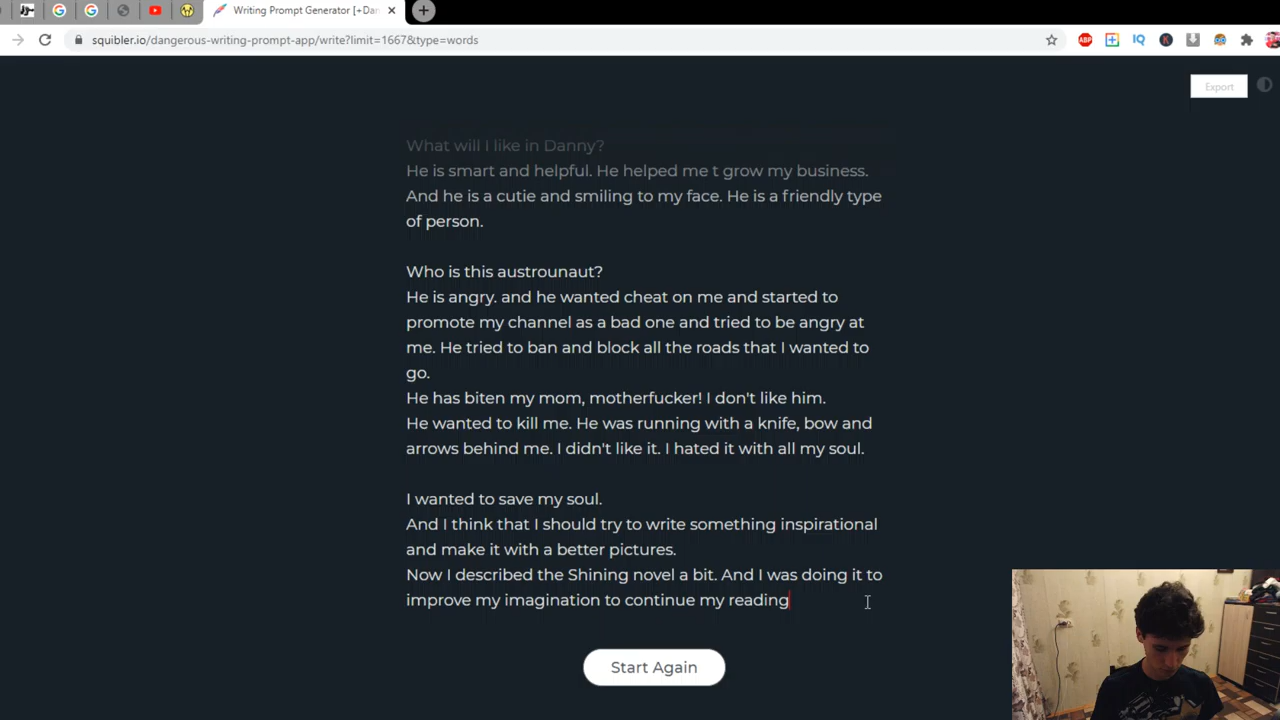 Writing Prompt Generator [+Dan
squibler.io/dangerous-writing-prompt-app/write?limit=1667&type=words
ABP
IQ
K
Export
What will I like in Danny?
He is smart and helpful. He helped me t grow my business.
And he is a cutie and smiling to my face. He is a friendly type
of person.
Who is this austrounaut?
He is angry. and he wanted cheat on me and started to
promote my channel as a bad one and tried to be angry at
me. He tried to ban and block all the roads that I wanted to
go.
He has biten my mom, motherfucker! I don't like him.
He wanted to kill me. He was running with a knife, bow and
arrows behind me. I didn't like it. I hated it with all my soul.
I wanted to save my soul.
And I think that I should try to write something inspirational
and make it with a better pictures.
Now I described the Shining novel a bit. And I was doing it to
improve my imagination to continue my reading
Start Again